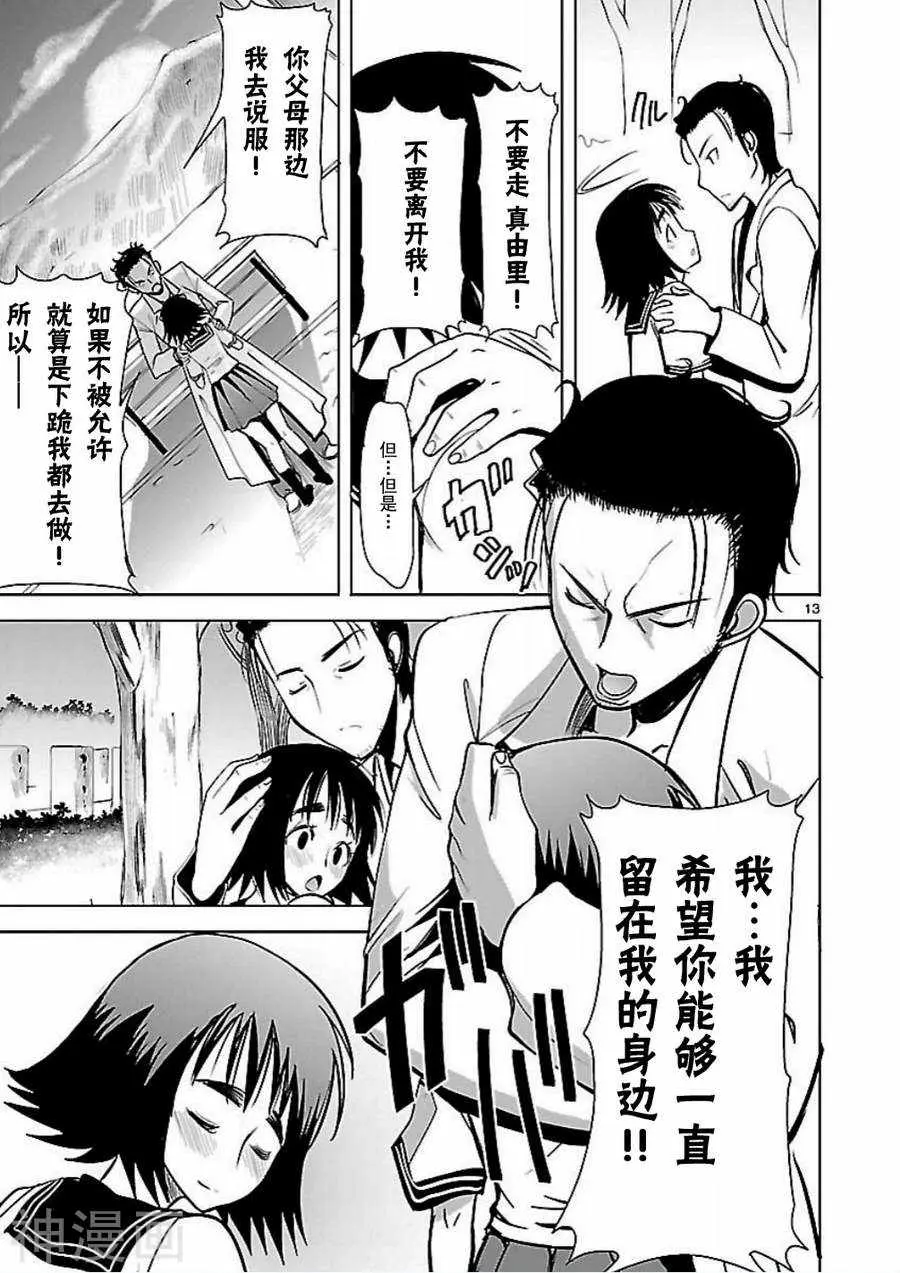 グル
不要走 真由里！
不要离开我！
但…但是…
ガシッ
你父母那边
我去说服！
如果不被允许
就算是下跪我都去做！
所以——
13
我…我
希望你能够一直
留在我的身边!!
ガバッ
神漫画